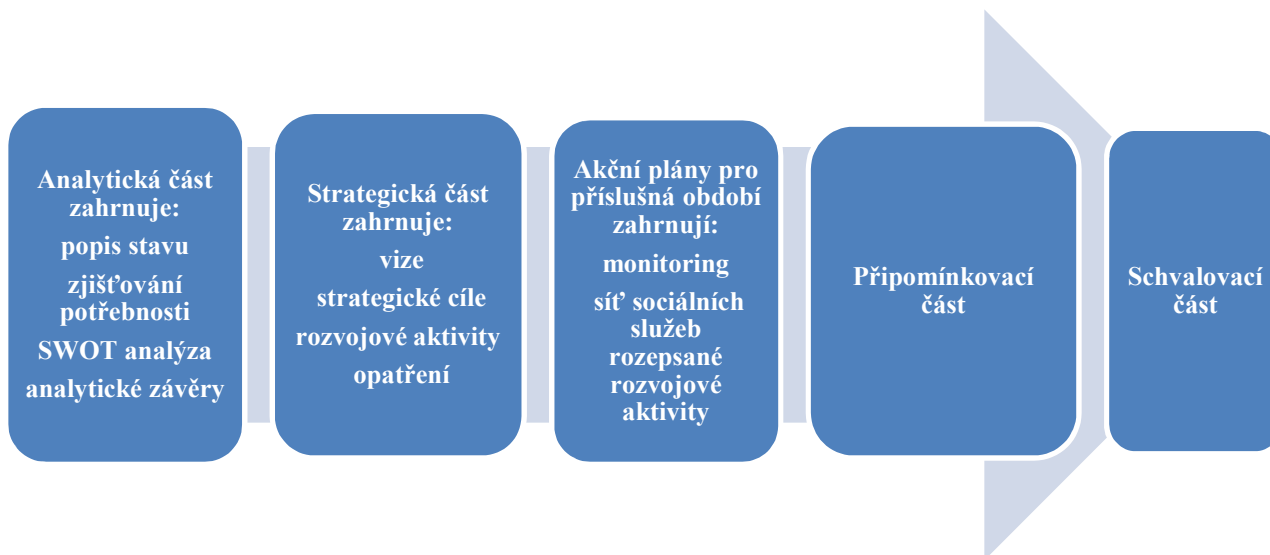 Analytická část
zahrnuje:
popis stavu
zjišťování
potřebnosti
SWOT analýza
analytické závěry
Strategická část
zahrnuje:
vize
strategické cíle
rozvojové aktivity
opatření
Akční plány pro
příslušná období
zahrnují:
monitoring
síť sociálních
služeb
rozepsané
rozvojové
aktivity
Připomínkovací
část
Schvalovací
část